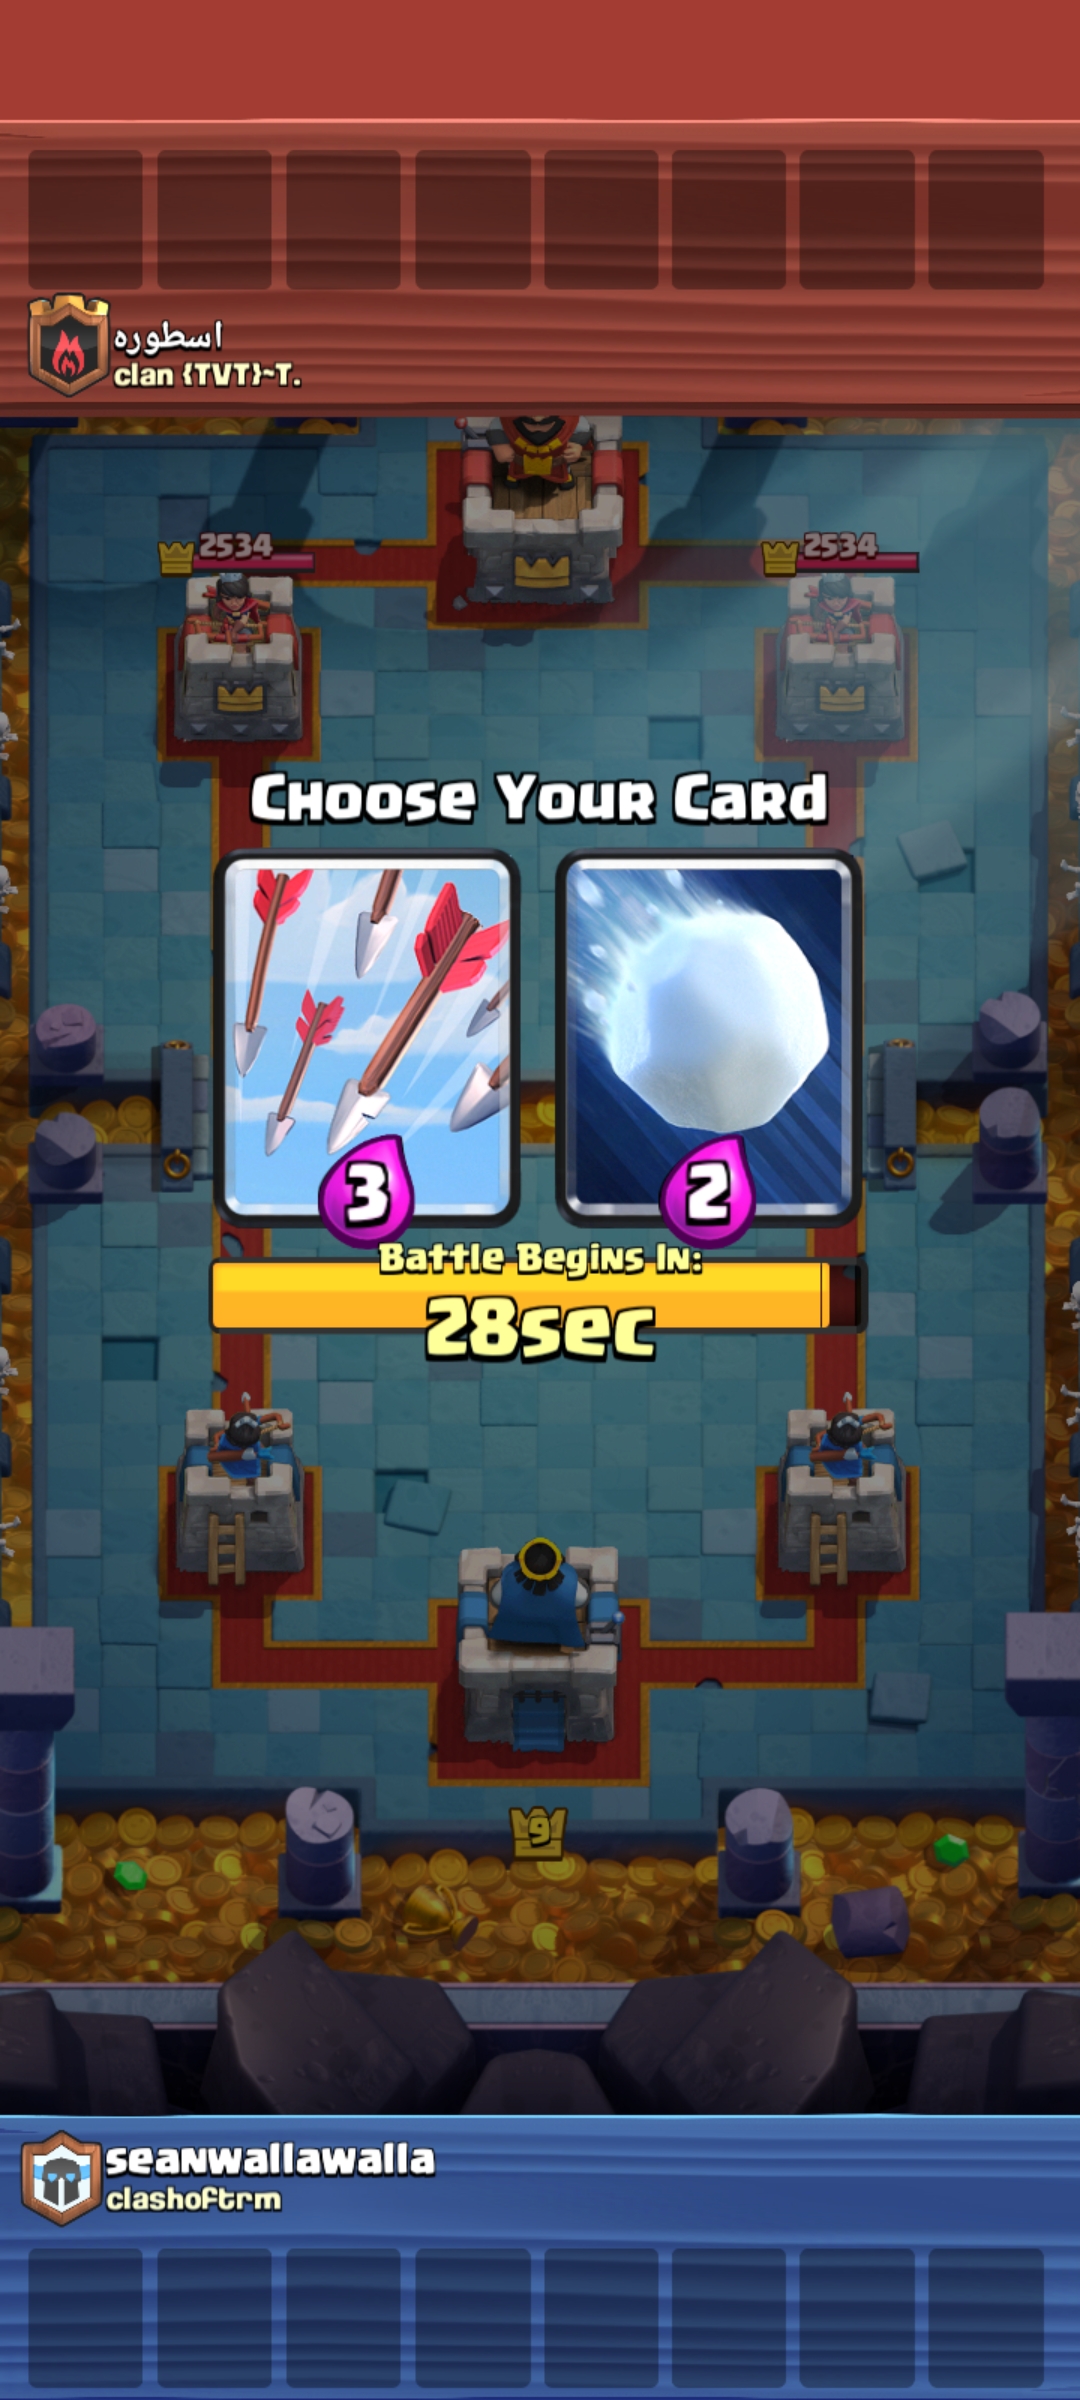 اسطوره
clan {TVT}~T.
2534
2534
Choose Your Card
3
2
Battle Begins In:
28sec
9
seanwallawalla
clashoftrm